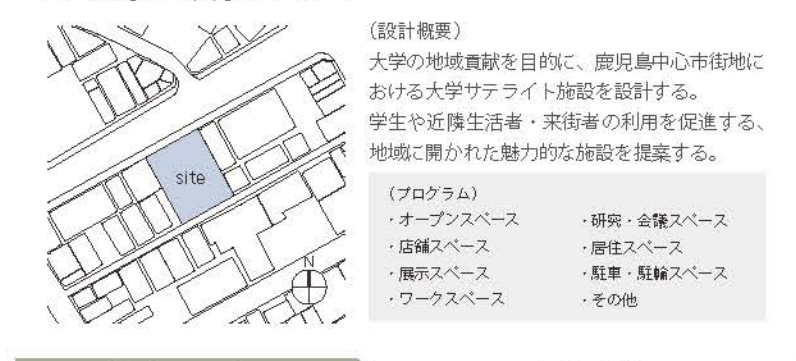 (設計概要)
大学の地域貢献を目的に、鹿児島中心市街地に
おける大学サテライト施設を設計する。
学生や近隣生活者・来街者の利用を促進する、
地域に開かれた魅力的な施設を提案する。
site
N
(プログラム)
・オープンスペース
・店舗スペース
・展示スペース
・ワークスペース
・研究・会議スペース
・居住スペース
・駐車・駐輪スペース
・その他